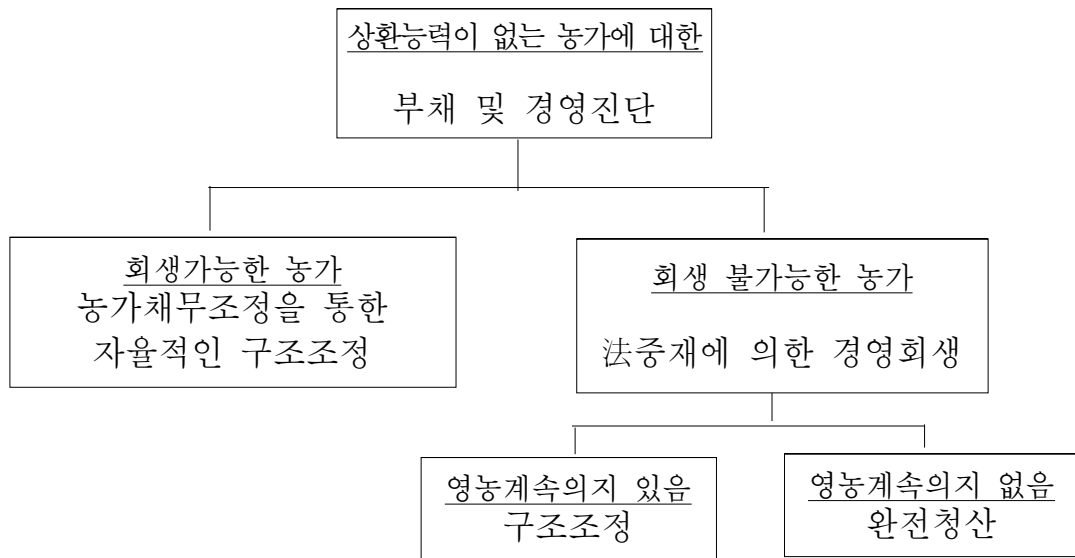 상환능력이 없는 농가에 대한
부채 및 경영진단
회생가능한 농가
농가채무조정을 통한
자율적인 구조조정
회생 불가능한 농가
法중재에 의한 경영회생
영농계속의지 있음
구조조정
영농계속의지 없음
완전청산